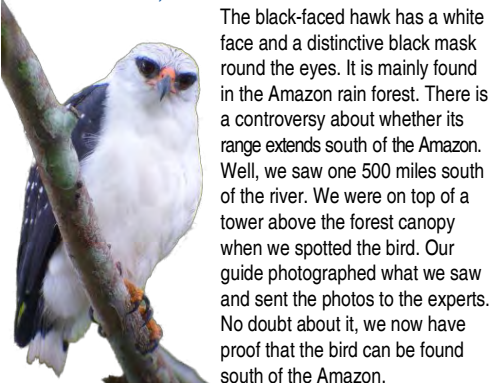 The black-faced hawk has a white
face and a distinctive black mask
round the eyes. It is mainly found
in the Amazon rain forest. There is
a controversy about whether its
range extends south of the Amazon.
Well, we saw one 500 miles south
of the river. We were on top of a
tower above the forest canopy
when we spotted the bird. Our
guide photographed what we saw
and sent the photos to the experts.
No doubt about it, we now have
proof that the bird can be found
south of the Amazon.